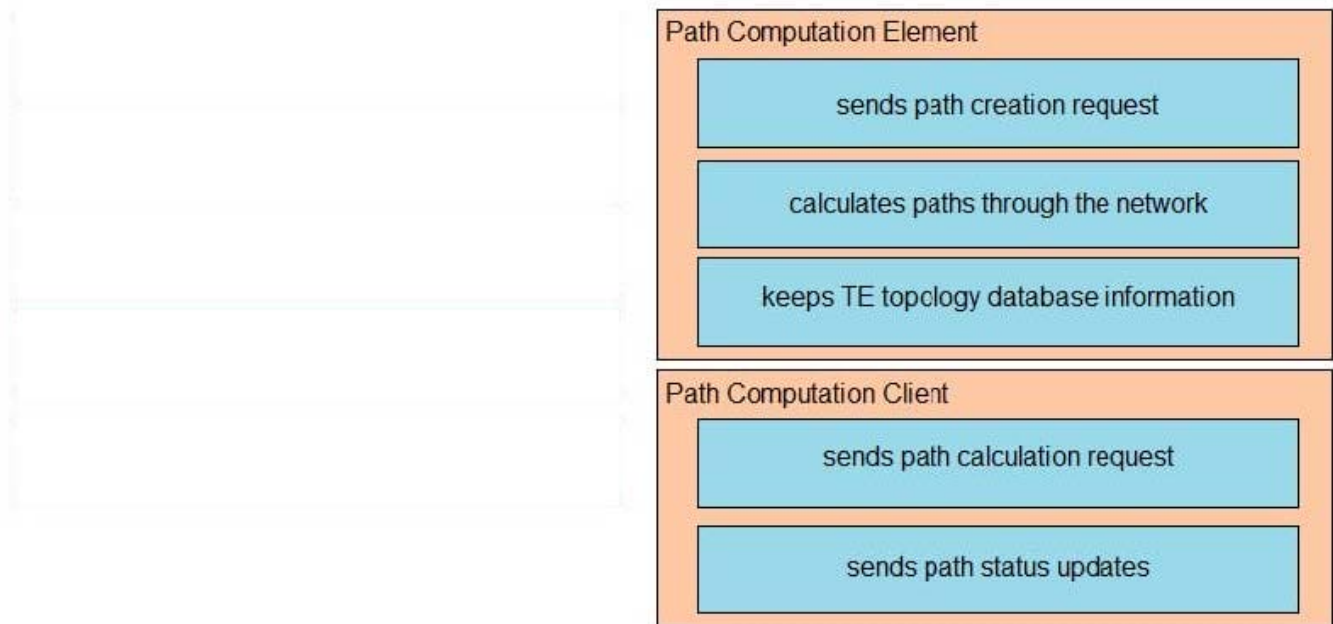 Path Computation Element
sends path creation request
calculates paths through the network
keeps TE topology database information
Path Computation Client
sends path calculation request
sends path status updates